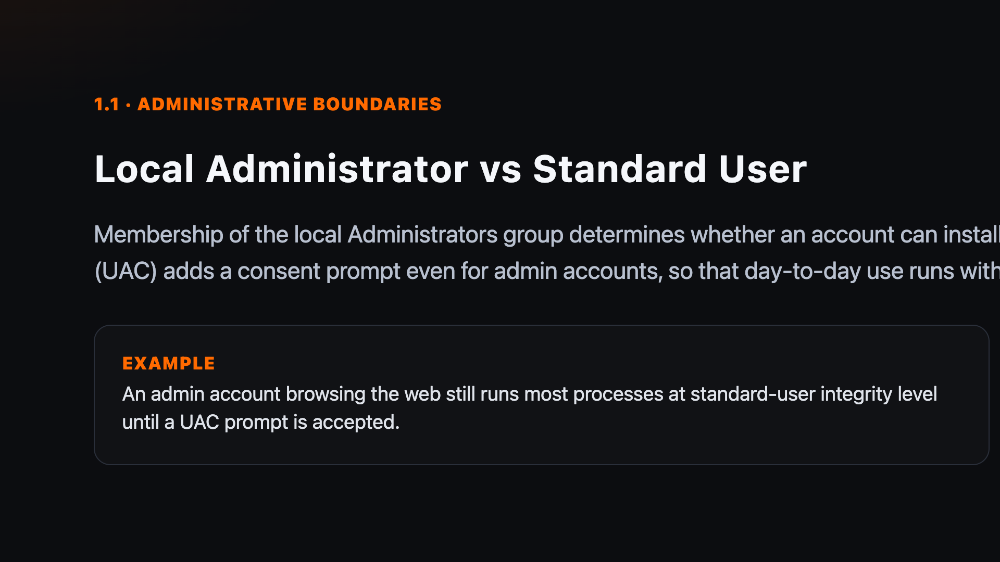 1.1 · ADMINISTRATIVE BOUNDARIES
Local Administrator vs Standard User
Membership of the local Administrators group determines whether an account can install
(UAC) adds a consent prompt even for admin accounts, so that day-to-day use runs with
EXAMPLE
An admin account browsing the web still runs most processes at standard-user integrity level
until a UAC prompt is accepted.